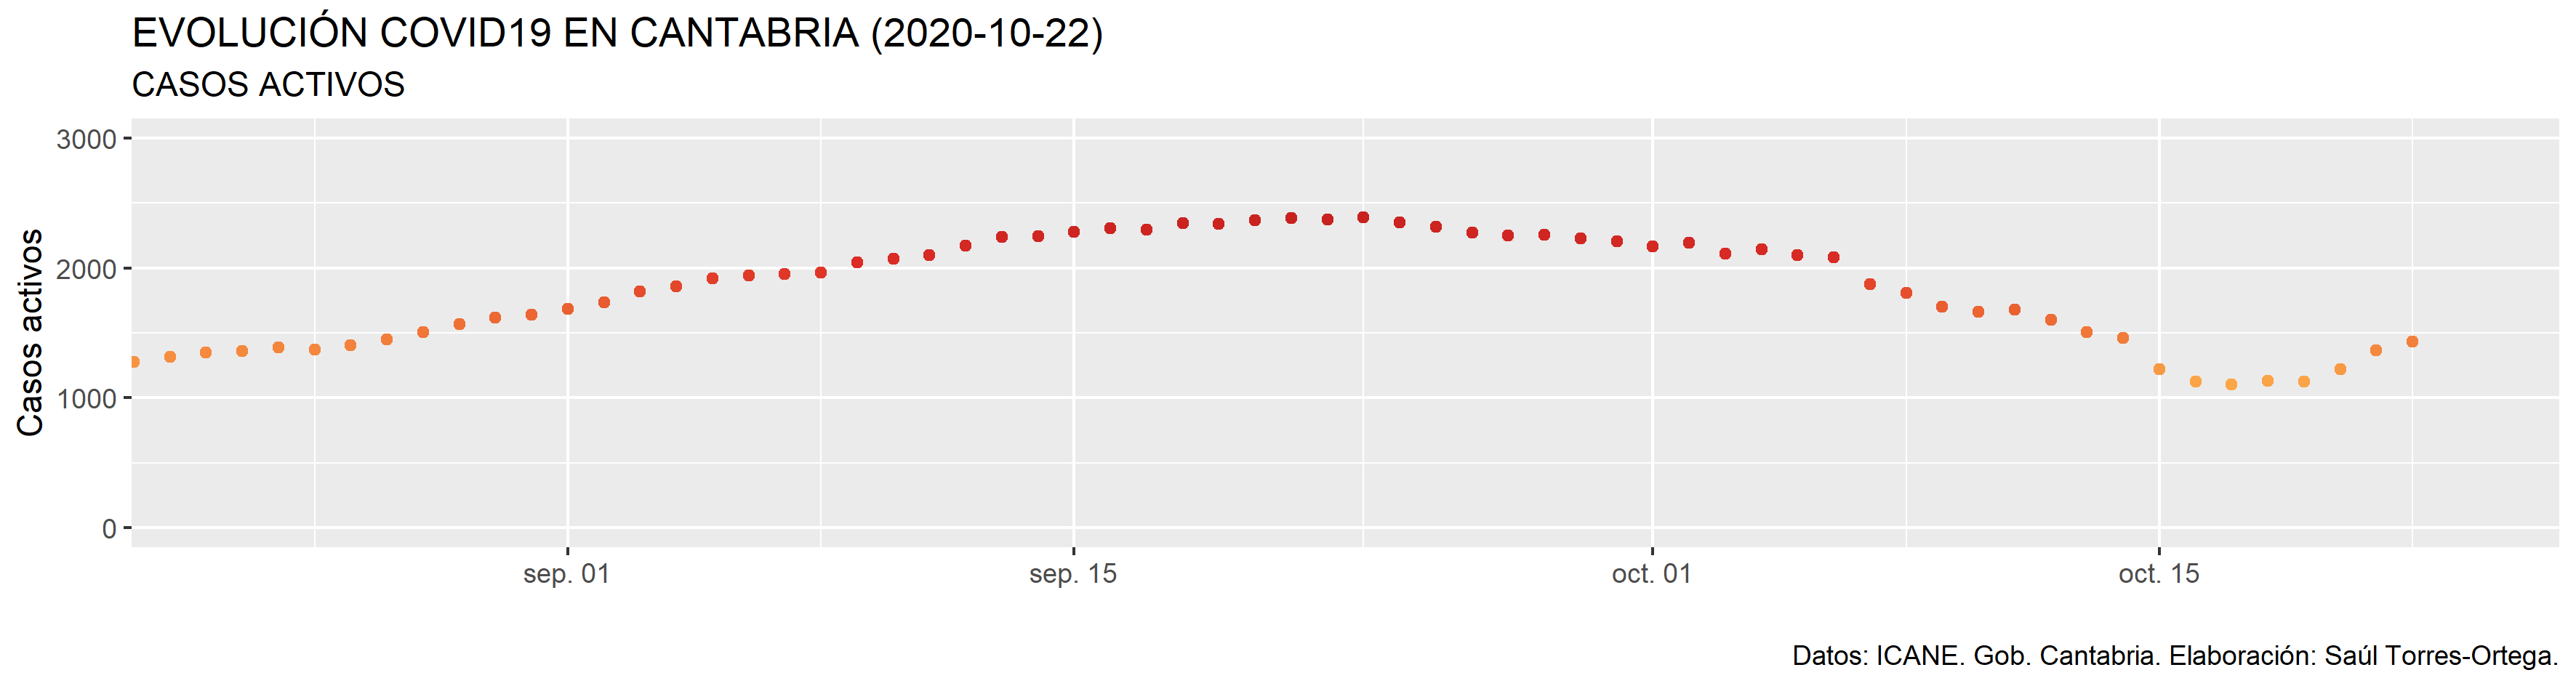 EVOLUCIÓN COVID19 EN CANTABRIA (2020-10-22)
CASOS ACTIVOS
Casos activos
3000
2000
1000
0
sep. 01
sep. 15
oct. 01
oct. 15
Datos: ICANE. Gob. Cantabria. Elaboración: Saúl Torres-Ortega.